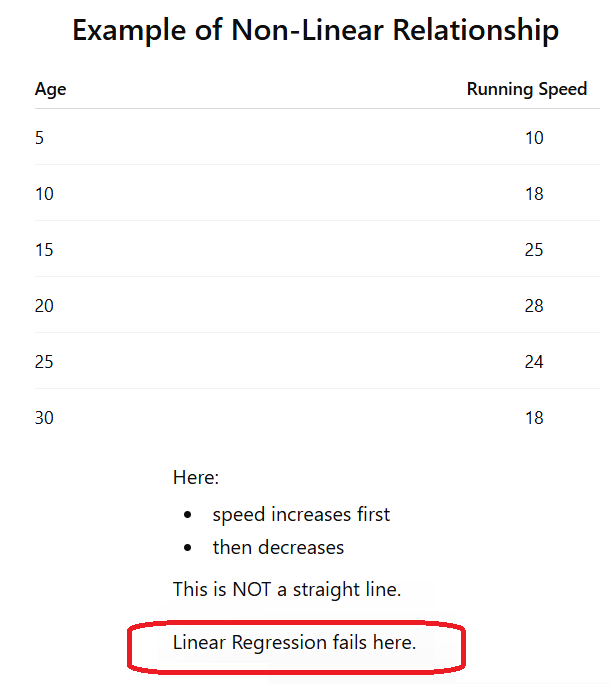 Example of Non-Linear Relationship
Age Running Speed
5 10
10 18
15 25
20 28
25 24
30 18
Here:
• speed increases first
• then decreases
This is NOT a straight line.
Linear Regression fails here.